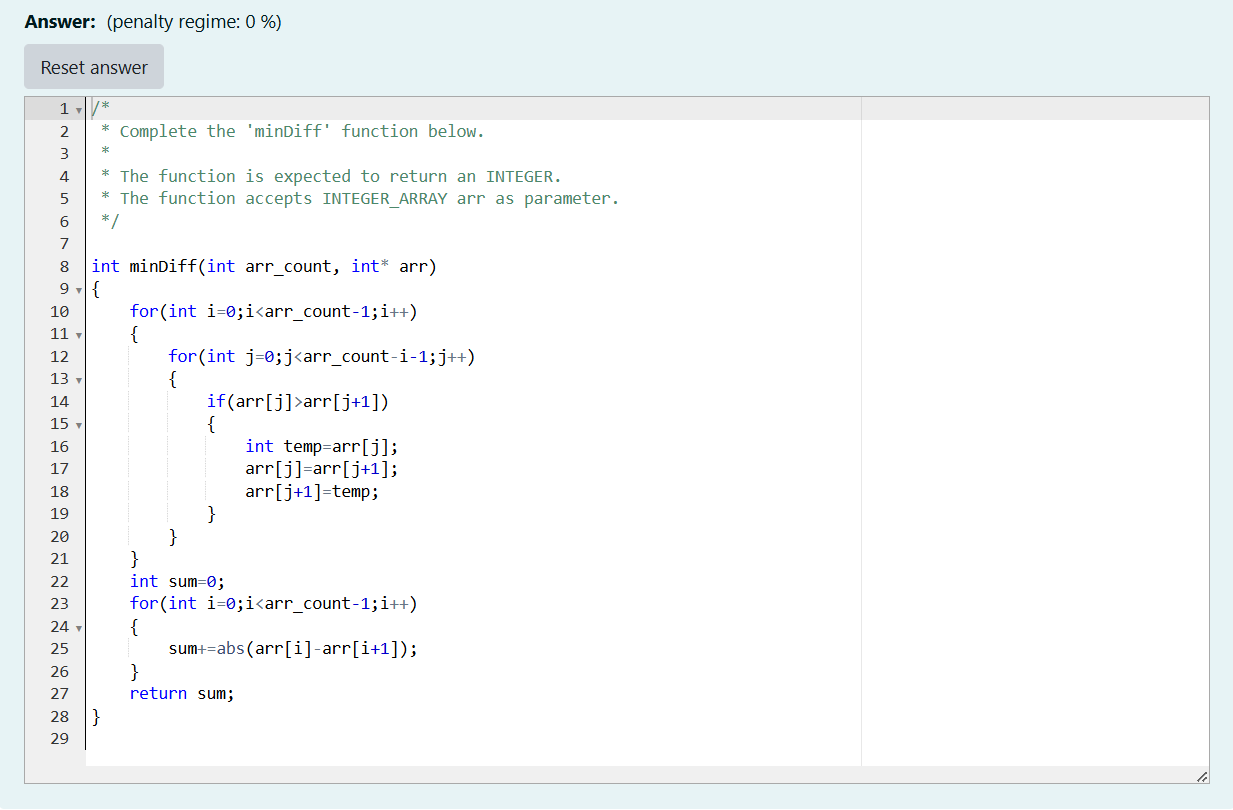 Answer: (penalty regime: 0 %)
Reset answer
1 /*
2  * Complete the 'minDiff' function below.
3  *
4  * The function is expected to return an INTEGER.
5  * The function accepts INTEGER_ARRAY arr as parameter.
6  */
7
8 int minDiff(int arr_count, int* arr)
9 {
10     for(int i=0;i<arr_count-1;i++)
11     {
12         for(int j=0;j<arr_count-i-1;j++)
13         {
14             if(arr[j]>arr[j+1])
15             {
16                 int temp=arr[j];
17                 arr[j]=arr[j+1];
18                 arr[j+1]=temp;
19             }
20         }
21     }
22     int sum=0;
23     for(int i=0;i<arr_count-1;i++)
24     {
25         sum+=abs(arr[i]-arr[i+1]);
26     }
27     return sum;
28 }
29